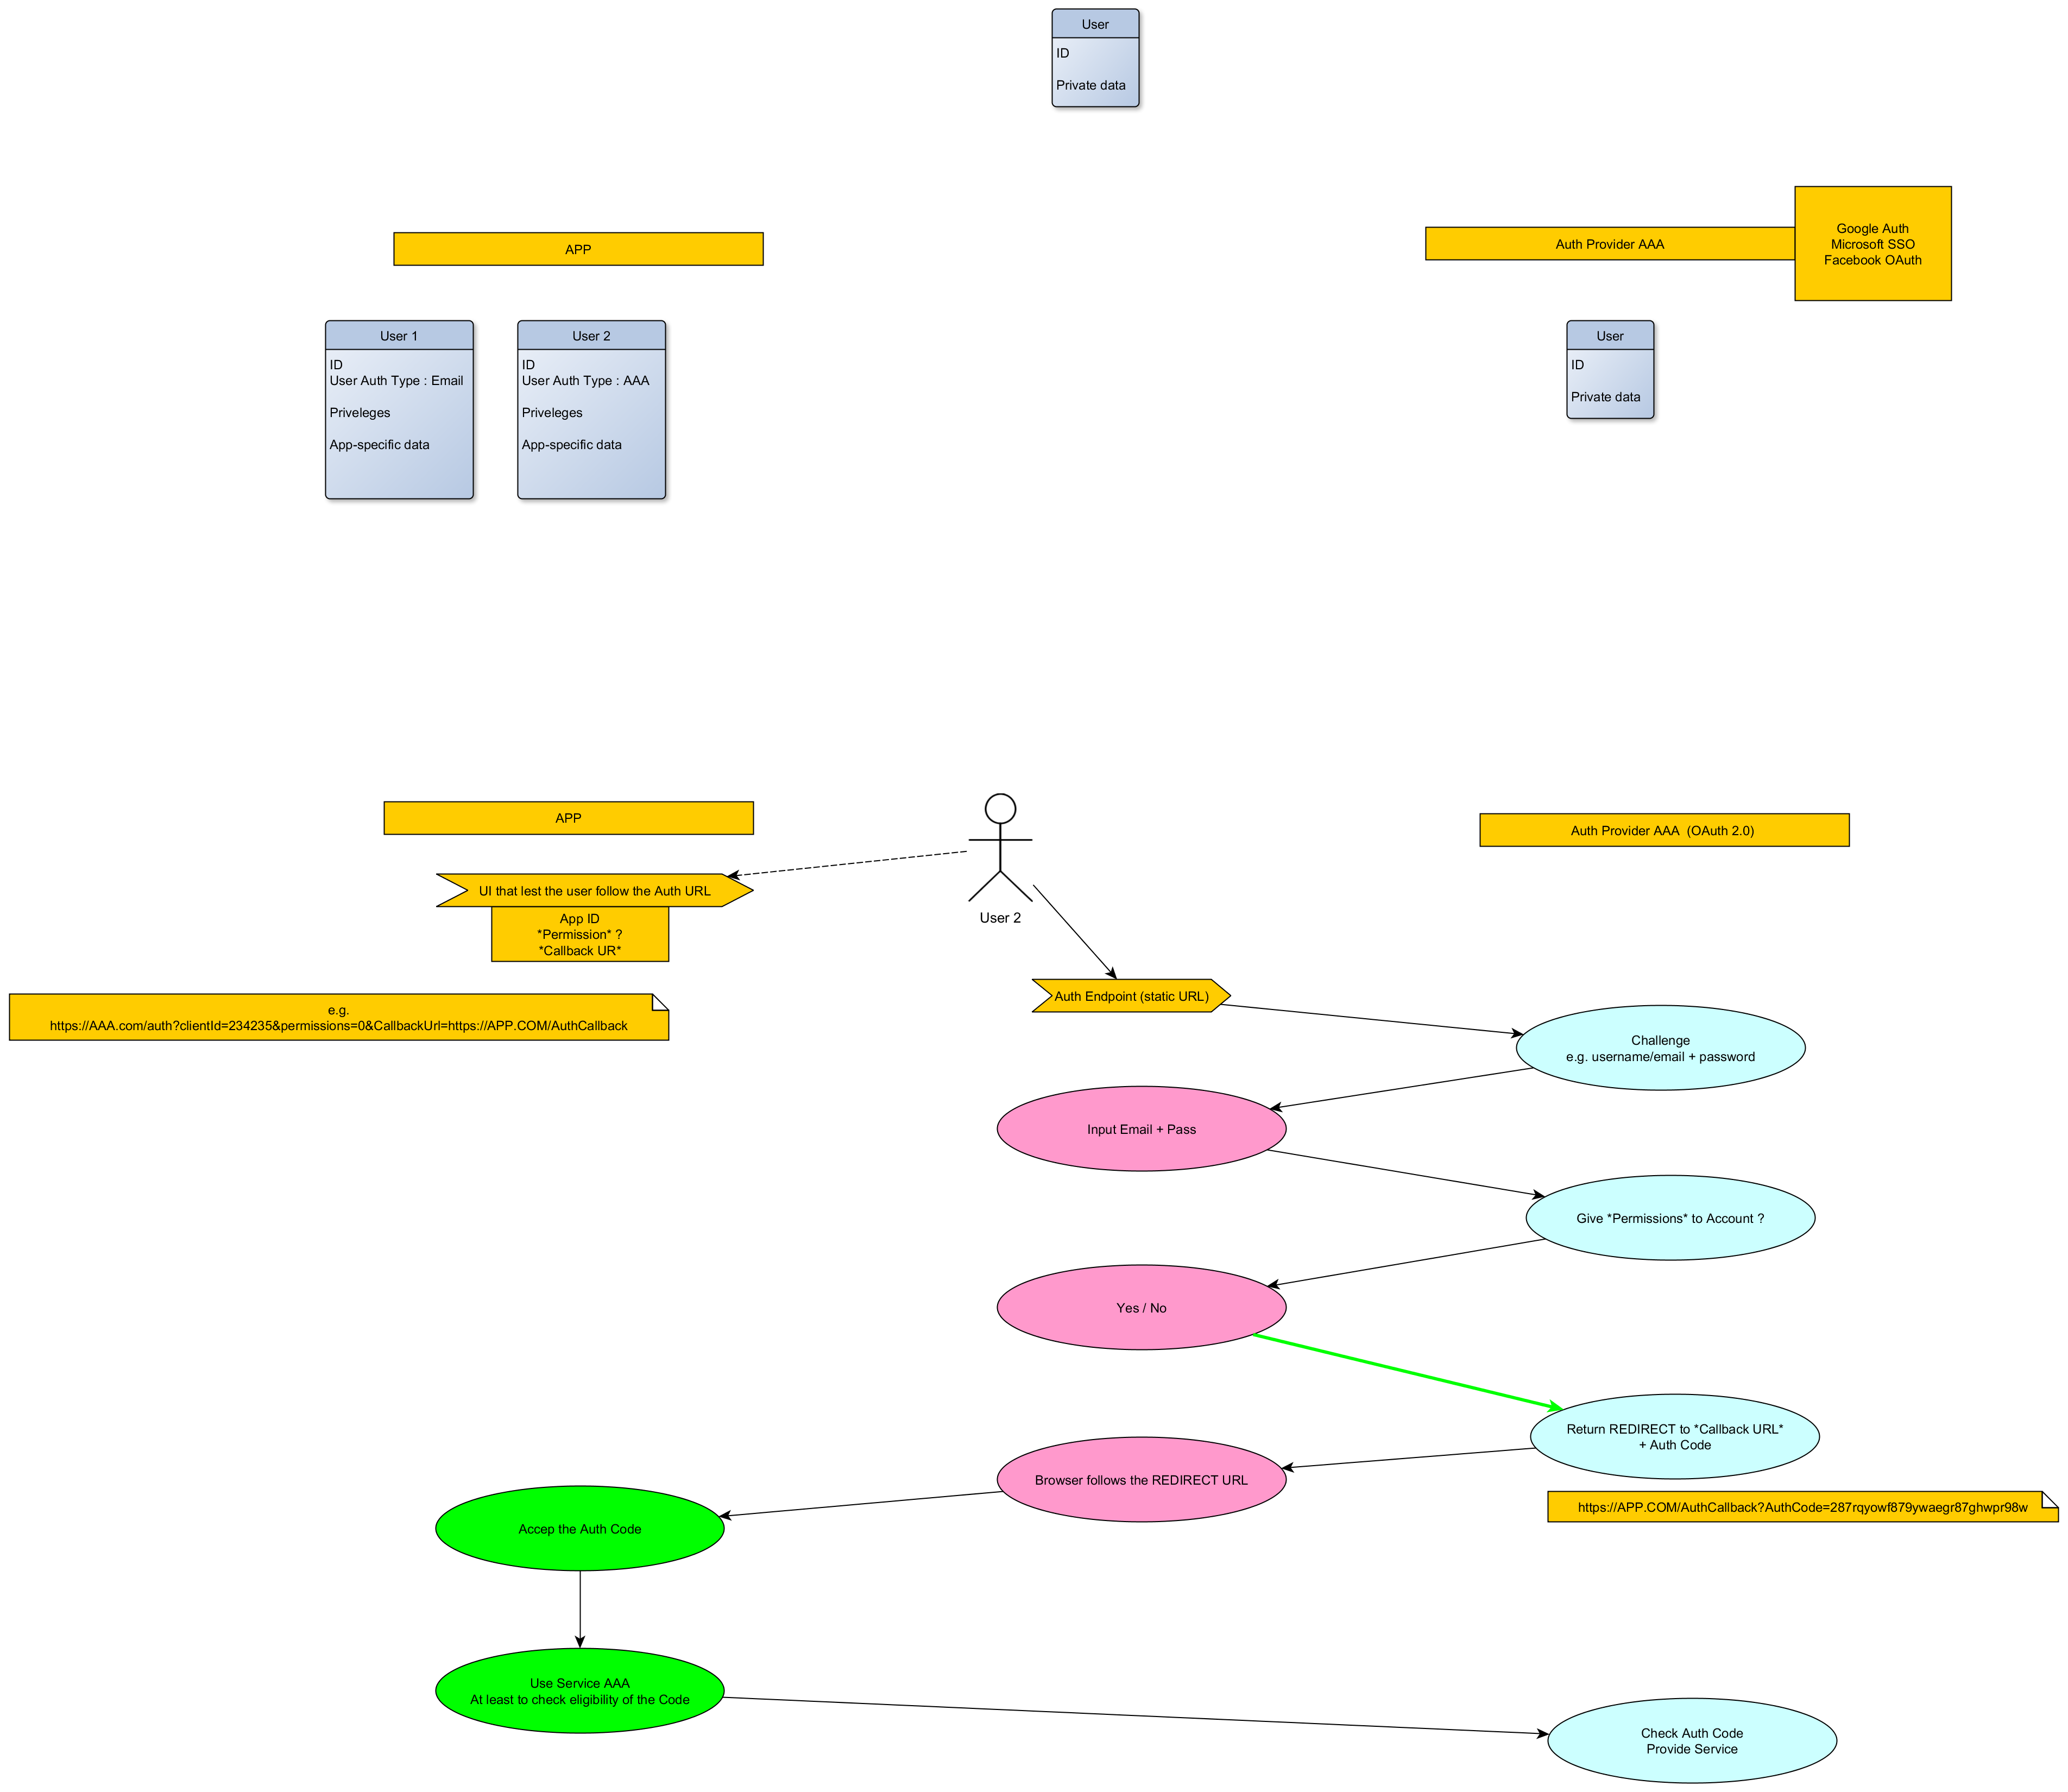 User
ID
Private data
APP
Auth Provider AAA
Google Auth
Microsoft SSO
Facebook OAuth
User 1
ID
User Auth Type : Email
Priveleges
App-specific data
User 2
ID
User Auth Type : AAA
Priveleges
App-specific data
User
ID
Private data
APP
Auth Provider AAA  (OAuth 2.0)
UI that lest the user follow the Auth URL
App ID
*Permission* ?
*Callback UR*
User 2
e.g.
https://AAA.com/auth?clientId=234235&permissions=0&CallbackUrl=https://APP.COM/AuthCallback
Auth Endpoint (static URL)
Challenge
e.g. username/email + password
Input Email + Pass
Give *Permissions* to Account ?
Yes / No
Return REDIRECT to *Callback URL*
+ Auth Code
Browser follows the REDIRECT URL
https://APP.COM/AuthCallback?AuthCode=287rqyowf879ywaegr87ghwpr98w
Accep the Auth Code
Use Service AAA
At least to check eligibility of the Code
Check Auth Code
Provide Service